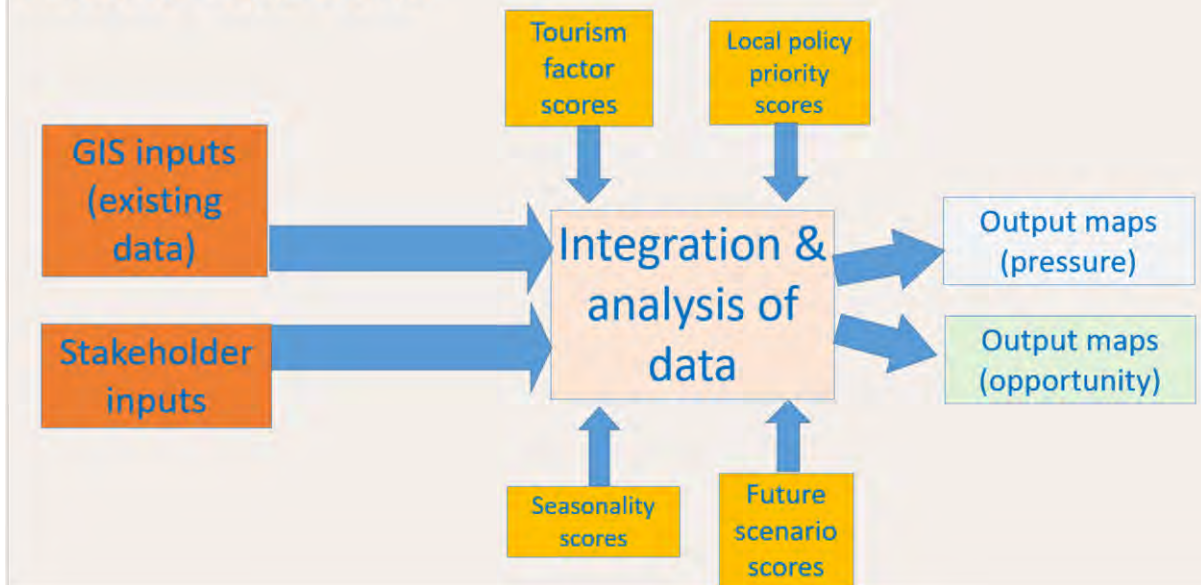 Tourism
factor
scores
Local policy
priority
scores
GIS inputs
(existing
data)
Integration &
analysis of
data
Output maps
(pressure)
Stakeholder
inputs
Output maps
(opportunity)
Seasonality
scores
Future
scenario
scores